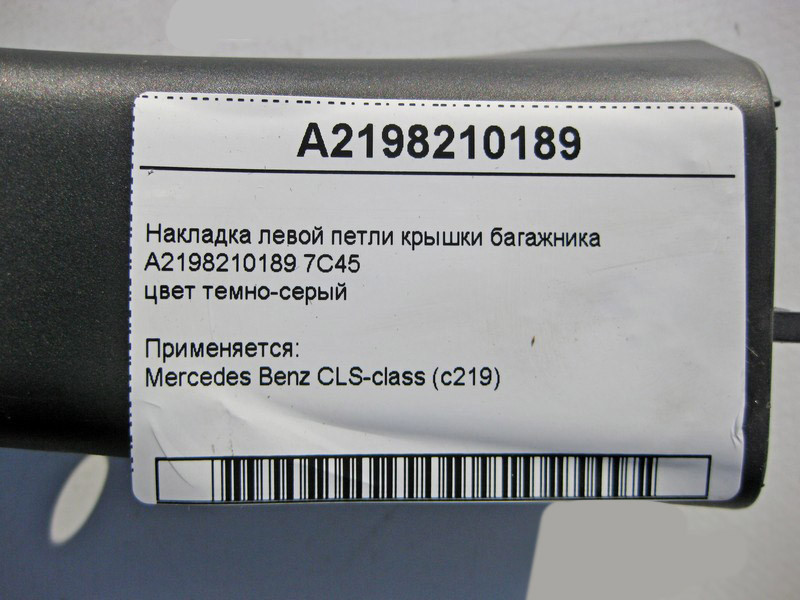 A2198210189
Накладка левой петли крышки багажника
A2198210189 7C45
цвет темно-серый
Применяется:
Mercedes Benz CLS-class (c219)